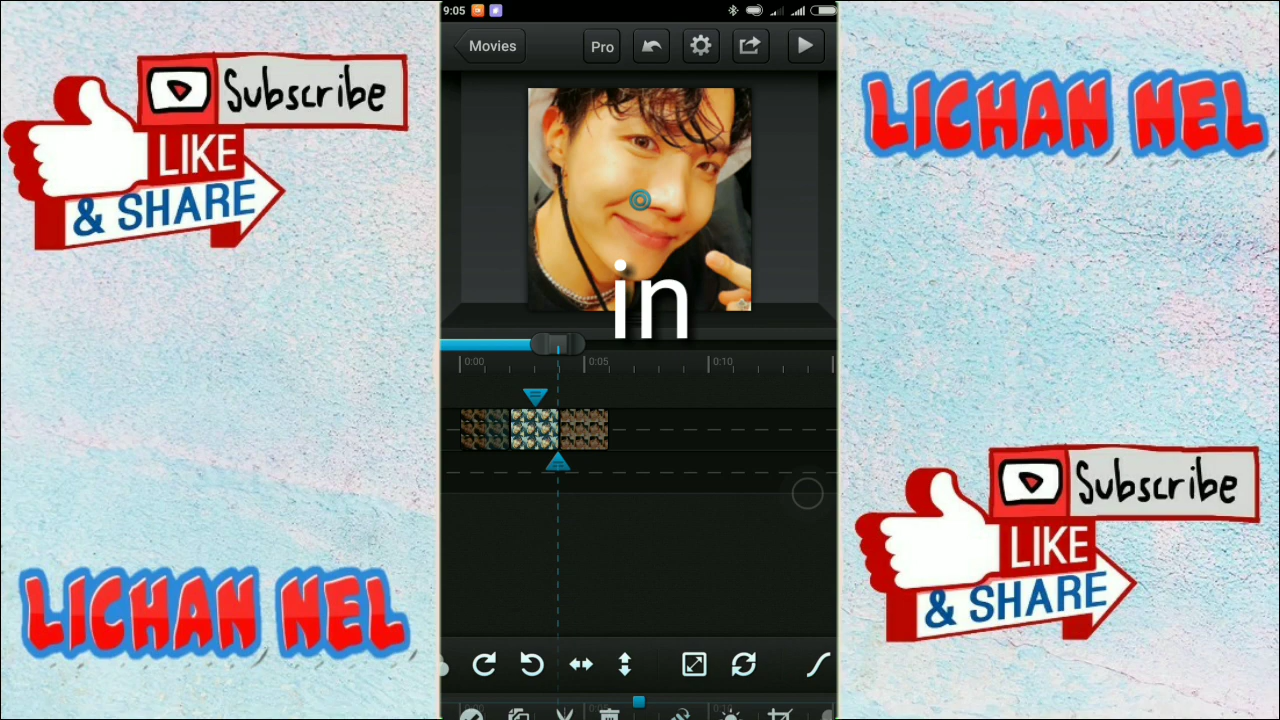 Subscribe
LIKE
& SHARE
LICHAN NEL
9:05
Movies
Pro
in
0:00
0:05
0:10
LICHAN NEL
Subscribe
LIKE
& SHARE